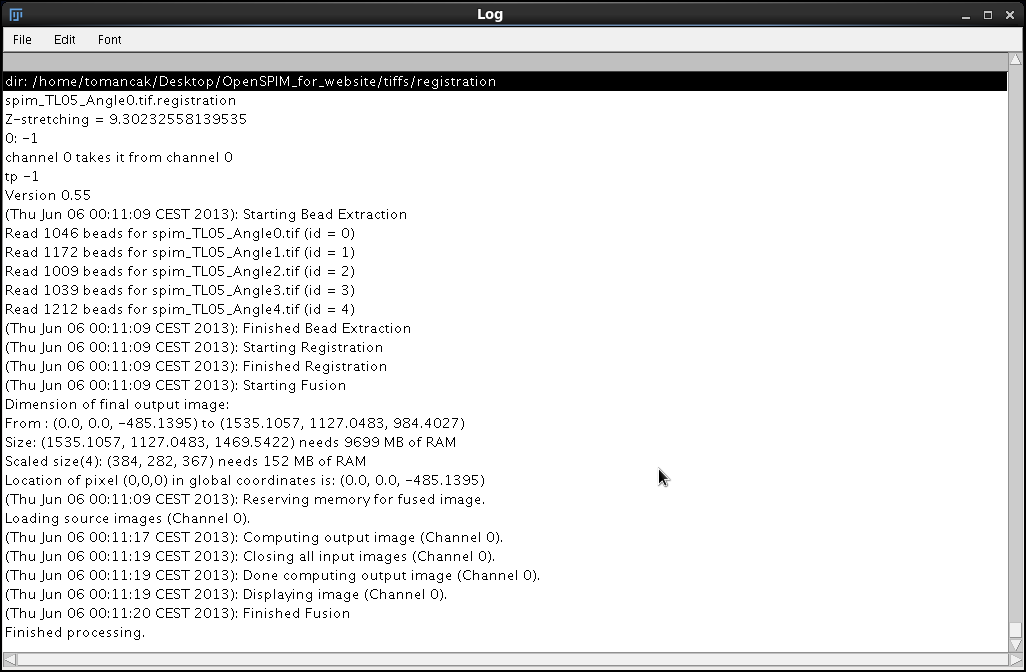 Log
File Edit Font
dir: /home/tomancak/Desktop/OpenSPIM_for_website/tiffs/registration
spim_TL05_Angle0.tif.registration
Z-stretching = 9.30232558139535
0: -1
channel 0 takes it from channel 0
tp -1
Version 0.55
(Thu Jun 06 00:11:09 CEST 2013): Starting Bead Extraction
Read 1046 beads for spim_TL05_Angle0.tif (id = 0)
Read 1172 beads for spim_TL05_Angle1.tif (id = 1)
Read 1009 beads for spim_TL05_Angle2.tif (id = 2)
Read 1039 beads for spim_TL05_Angle3.tif (id = 3)
Read 1212 beads for spim_TL05_Angle4.tif (id = 4)
(Thu Jun 06 00:11:09 CEST 2013): Finished Bead Extraction
(Thu Jun 06 00:11:09 CEST 2013): Starting Registration
(Thu Jun 06 00:11:09 CEST 2013): Finished Registration
(Thu Jun 06 00:11:09 CEST 2013): Starting Fusion
Dimension of final output image:
From : (0.0, 0.0, -485.1395) to (1535.1057, 1127.0483, 984.4027)
Size: (1535.1057, 1127.0483, 1469.5422) needs 9699 MB of RAM
Scaled size(4): (384, 282, 367) needs 152 MB of RAM
Location of pixel (0,0,0) in global coordinates is: (0.0, 0.0, -485.1395)
(Thu Jun 06 00:11:09 CEST 2013): Reserving memory for fused image.
Loading source images (Channel 0).
(Thu Jun 06 00:11:17 CEST 2013): Computing output image (Channel 0).
(Thu Jun 06 00:11:19 CEST 2013): Closing all input images (Channel 0).
(Thu Jun 06 00:11:19 CEST 2013): Done computing output image (Channel 0).
(Thu Jun 06 00:11:19 CEST 2013): Displaying image (Channel 0).
(Thu Jun 06 00:11:20 CEST 2013): Finished Fusion
Finished processing.